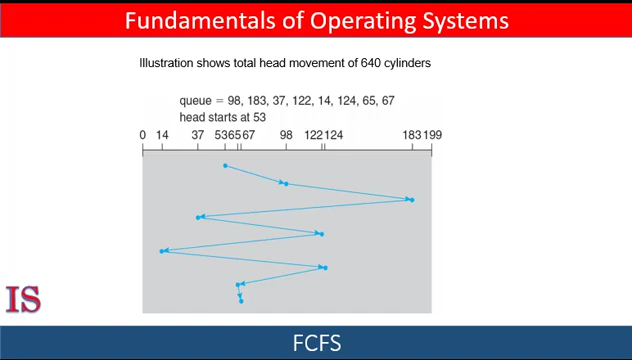 Fundamentals of Operating Systems
Illustration shows total head movement of 640 cylinders
queue = 98, 183, 37, 122, 14, 124, 65, 67
head starts at 53
0 14 37 53 65 67 98 122 124 183 199
IS
FCFS